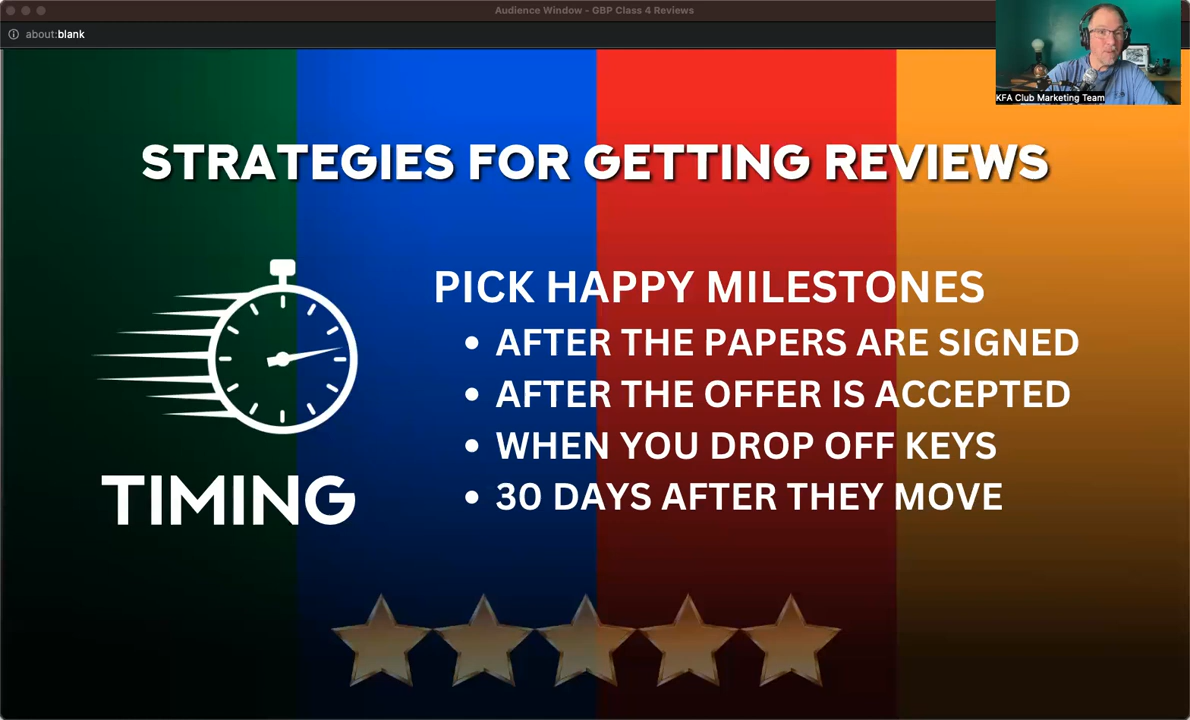 Audience Window - GBP Class 4 Reviews
about:blank
KFA Club Marketing Team
STRATEGIES FOR GETTING REVIEWS
PICK HAPPY MILESTONES
• AFTER THE PAPERS ARE SIGNED
• AFTER THE OFFER IS ACCEPTED
• WHEN YOU DROP OFF KEYS
• 30 DAYS AFTER THEY MOVE
TIMING